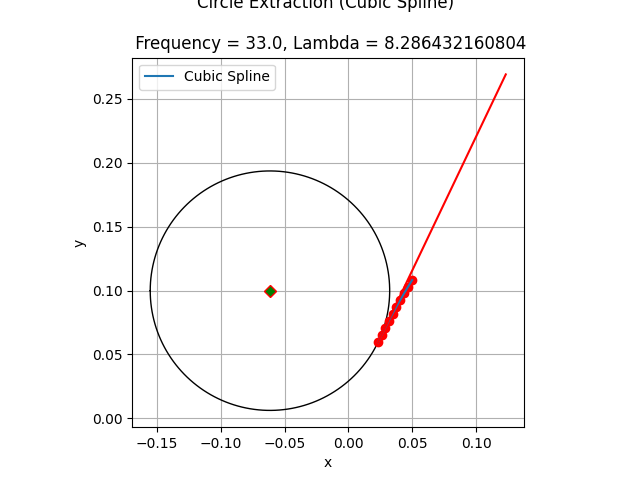 Circle Extraction (Cubic Spline)
Frequency = 33.0, Lambda = 8.286432160804
Cubic Spline
0.25
0.20
0.15
0.10
0.05
0.00
y
−0.15 −0.10 −0.05 0.00 0.05 0.10
x